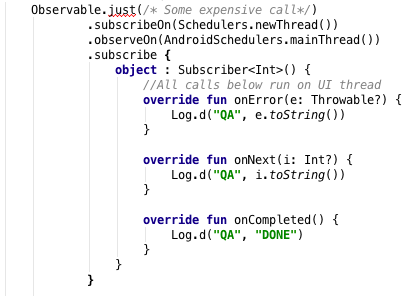 Observable.just(/* Some expensive call*/)
.subscribeOn(Schedulers.newThread())
.observeOn(AndroidSchedulers.mainThread())
.subscribe {
object : Subscriber<Int>() {
//All calls below run on UI thread
override fun onError(e: Throwable?) {
Log.d("QA", e.toString())
}
override fun onNext(i: Int?) {
Log.d("QA", i.toString())
}
override fun onCompleted() {
Log.d("QA", "DONE")
}
}
}